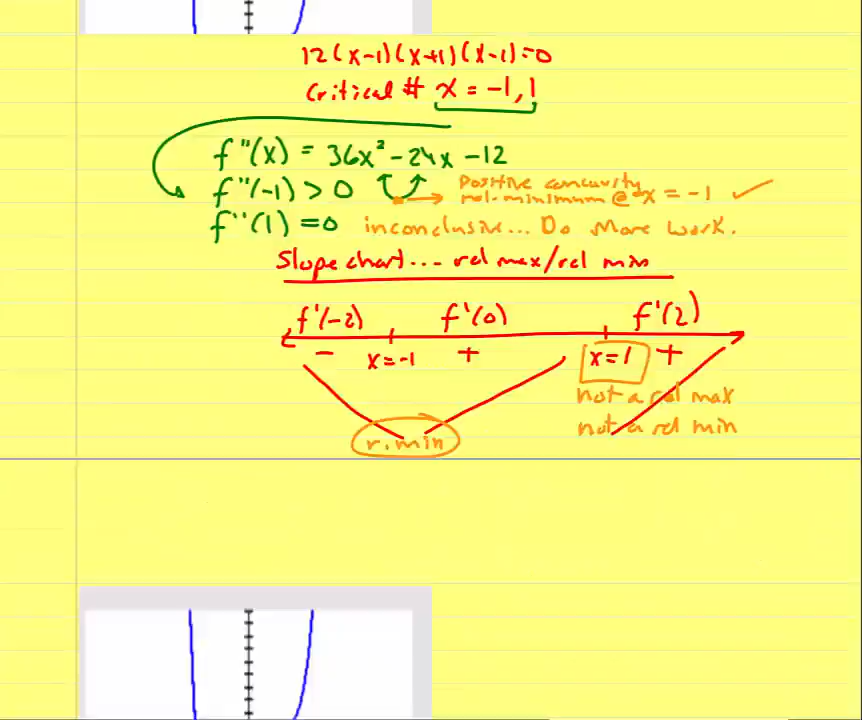 12(x-1)(x+1)(x-1)=0
Critical # x = -1, 1
f''(x) = 36x² - 24x - 12
f''(-1) > 0 Positive concavity
rel. minimum @ x = -1
f''(1) = 0 inconclusive... Do More work.
Slope chart... rel max/rel min
f'(-2) f'(0) f'(2)
- x=-1 + x=1 +
not a rel max
not a rel min
r. min